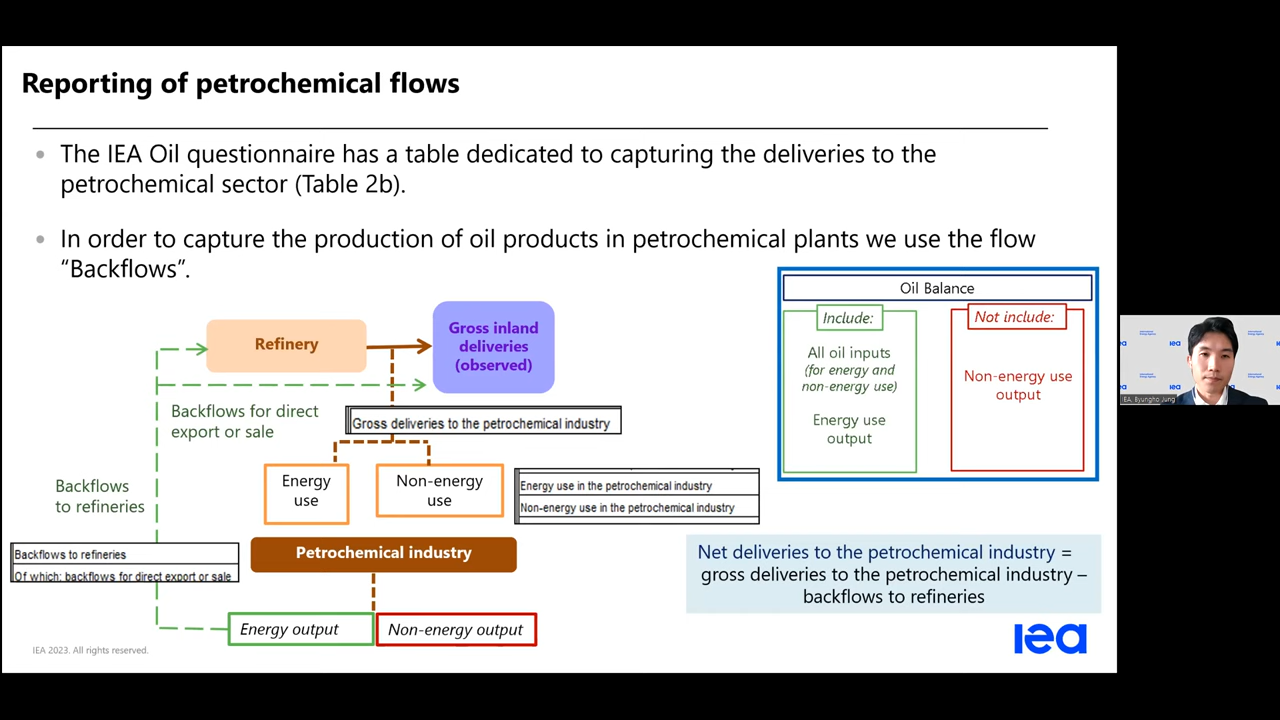 Reporting of petrochemical flows
The IEA Oil questionnaire has a table dedicated to capturing the deliveries to the
petrochemical sector (Table 2b).
In order to capture the production of oil products in petrochemical plants we use the flow
“Backflows”.
Refinery
Gross inland
deliveries
(observed)
Backflows for direct
export or sale
Gross deliveries to the petrochemical industry
Energy
use
Non-energy
use
Energy use in the petrochemical industry
Non-energy use in the petrochemical industry
Backflows
to refineries
Backflows to refineries
Of which: backflows for direct export or sale
Petrochemical industry
Energy output
Non-energy output
Oil Balance
Include:
All oil inputs
(for energy and
non-energy use)
Energy use
output
Not include:
Non-energy use
output
Net deliveries to the petrochemical industry =
gross deliveries to the petrochemical industry –
backflows to refineries
IEA 2023. All rights reserved.
iea
iea
iea
iea
iea
IEA, Byungho Jung